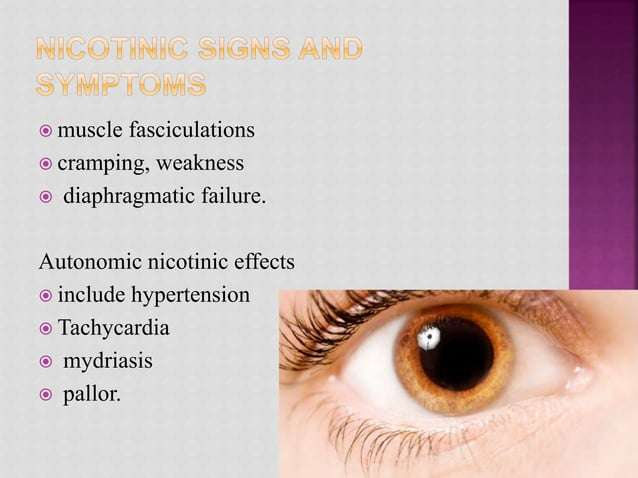 NICOTINIC SIGNS AND
SYMPTOMS
muscle fasciculations
cramping, weakness
diaphragmatic failure.
Autonomic nicotinic effects
include hypertension
Tachycardia
mydriasis
pallor.